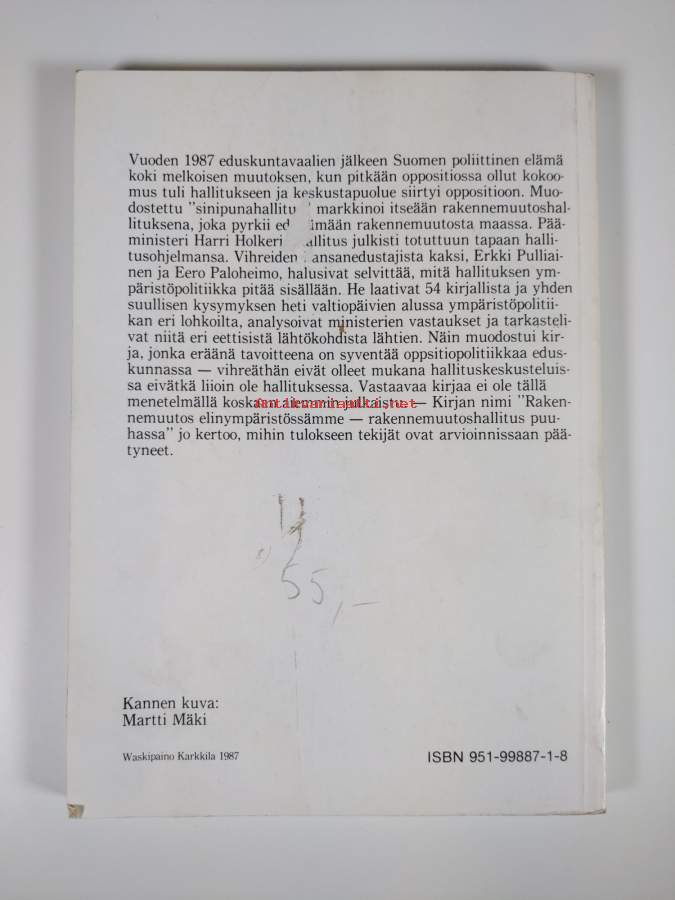 Vuoden 1987 eduskuntavaalien jälkeen Suomen poliittinen elämä
koki melkoisen muutoksen, kun pitkään oppositiossa ollut kokoo-
mus tuli hallitukseen ja keskustapuolue siirtyi oppositioon. Muo-
dostettu "sinipunahallitu " markkinoi itseään rakennemuutoshal-
lituksena, joka pyrkii ed ämään rakennemuutosta maassa. Pää-
ministeri Harri Holkeri allitus julkisti totuttuun tapaan halli-
tusohjelmansa. Vihreiden ansanedustajista kaksi, Erkki Pulliai-
nen ja Eero Paloheimo, halusivat selvittää, mitä hallituksen ym-
päristöpolitiikka pitää sisällään. He laativat 54 kirjallista ja yhden
suullisen kysymyksen heti valtiopäivien alussa ympäristöpolitii-
kan eri lohkoilta, analysoivat ministerien vastaukset ja tarkasteli-
vat niitä eri eettisistä lähtökohdista lähtien. Näin muodostui kir-
ja, jonka eräänä tavoitteena on syventää oppsitiopolitiikkaa edus-
kunnassa — vihreäthän eivät olleet mukana hallituskeskusteluis-
sa eivätkä liioin ole hallituksessa. Vastaavaa kirjaa ei ole tällä
menetelmällä koskaan aiemmin julkaistu. — Kirjan nimi "Raken-
nemuutos elinympäristössämme — rakennemuutoshallitus puu-
hassa" jo kertoo, mihin tulokseen tekijät ovat arvioinnissaan pää-
tyneet.
Antikvariaatti.net
55,-
Kannen kuva:
Martti Mäki
Waskipaino Karkkila 1987
ISBN 951-99887-1-8